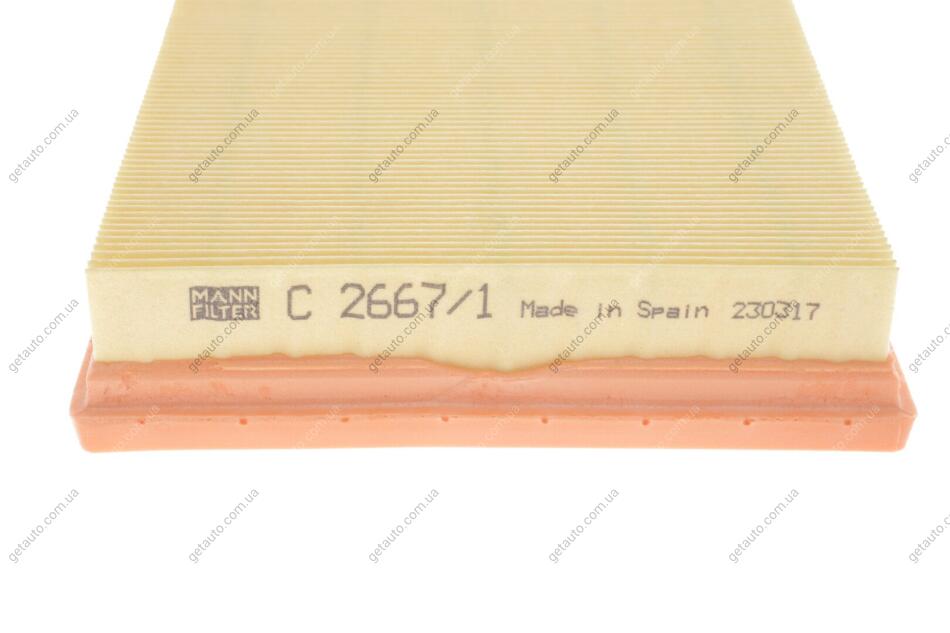 MANN
FILTER
C 2667/1 Made in Spain 230317
getauto.com.ua